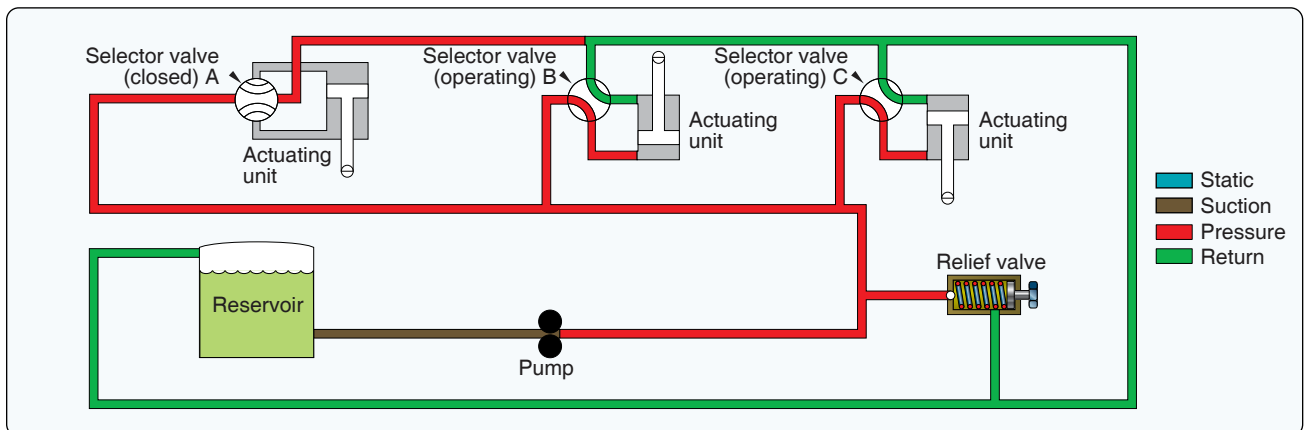 Selector valve
(closed) A
Selector valve
(operating) B
Selector valve
(operating) C
Actuating
unit
Actuating
unit
Actuating
unit
Static
Suction
Pressure
Return
Relief valve
Reservoir
Pump